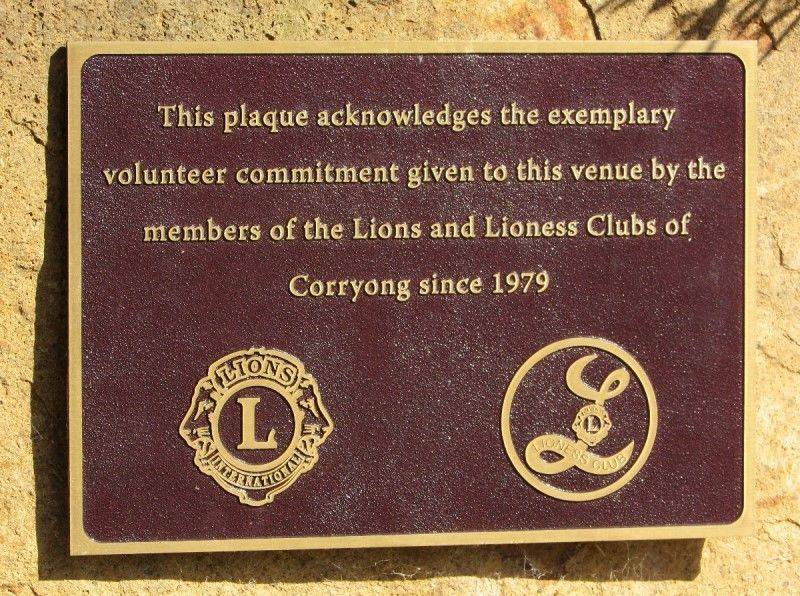 This plaque acknowledges the exemplary
volunteer commitment given to this venue by the
members of the Lions and Lioness Clubs of
Corryong since 1979
LIONS
L
INTERNATIONAL
L
L
LIONESS CLUB